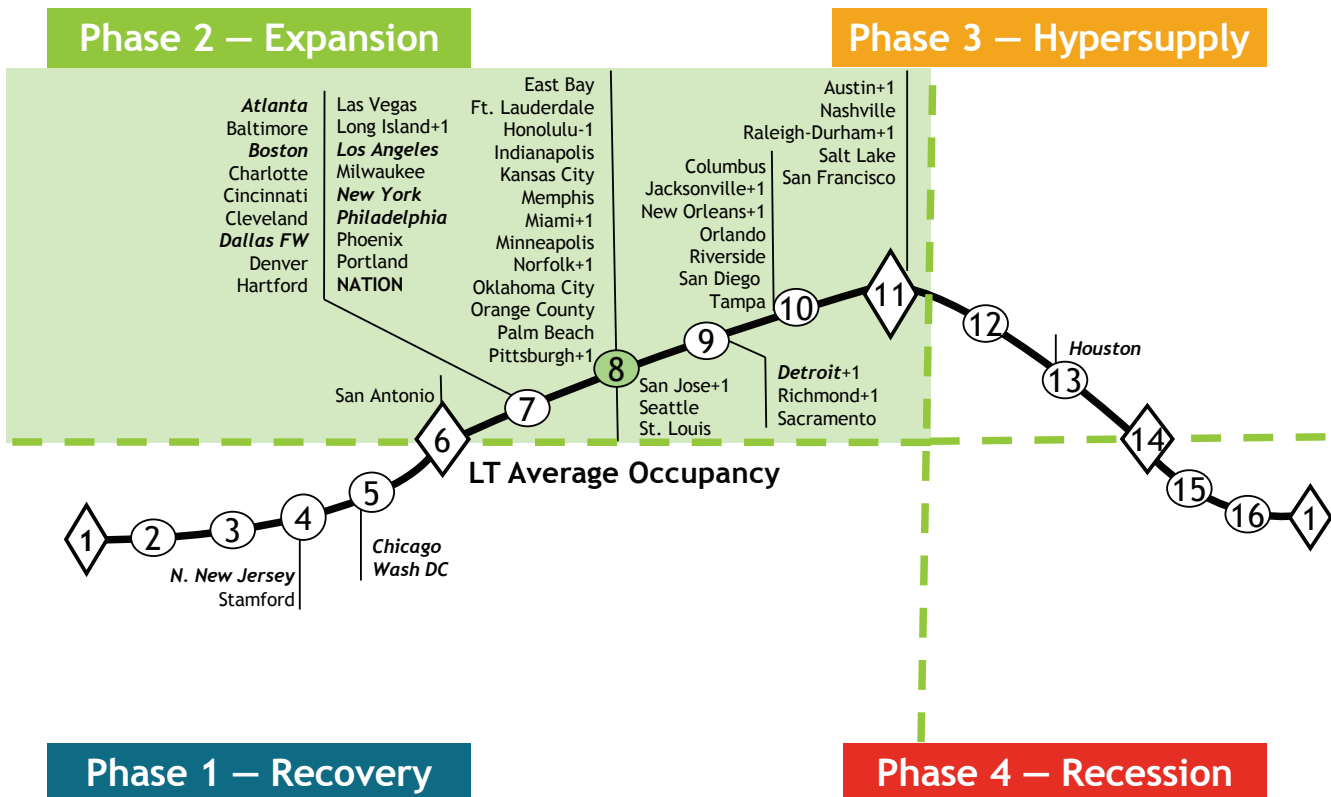 Phase 2 — Expansion
Phase 3 — Hypersupply
Atlanta
Baltimore
Boston
Charlotte
Cincinnati
Cleveland
Dallas FW
Denver
Hartford
Las Vegas
Long Island+1
Los Angeles
Milwaukee
New York
Philadelphia
Phoenix
Portland
NATION
East Bay
Ft. Lauderdale
Honolulu-1
Indianapolis
Kansas City
Memphis
Miami+1
Minneapolis
Norfolk+1
Oklahoma City
Orange County
Palm Beach
Pittsburgh+1
Columbus
Jacksonville+1
New Orleans+1
Orlando
Riverside
San Diego
Tampa
Austin+1
Nashville
Raleigh-Durham+1
Salt Lake
San Francisco
San Antonio
San Jose+1
Seattle
St. Louis
Detroit+1
Richmond+1
Sacramento
Houston
1
2
3
4
5
6
7
8
9
10
11
12
13
14
15
16
1
LT Average Occupancy
N. New Jersey
Stamford
Chicago
Wash DC
Phase 1 — Recovery
Phase 4 — Recession